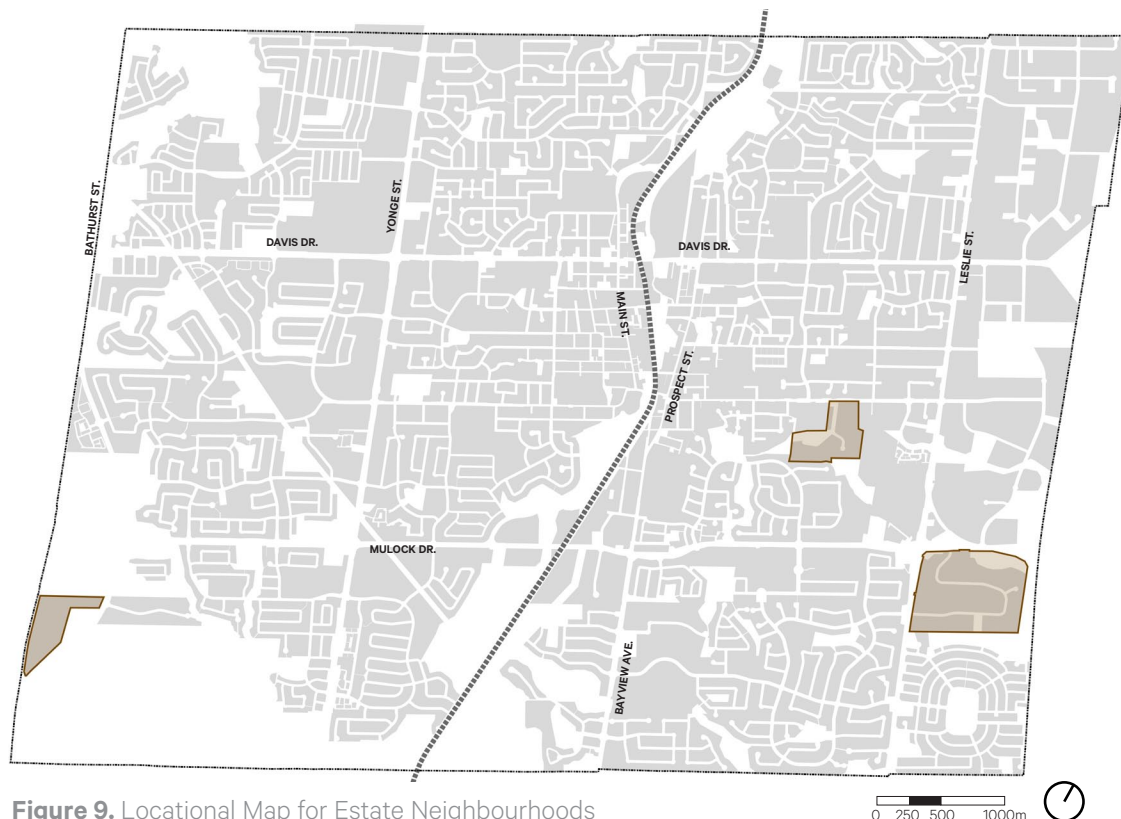 BATHURST ST.
YONGE ST.
DAVIS DR.
DAVIS DR.
LESLIE ST.
MAIN ST.
PROSPECT ST.
MULOCK DR.
BAYVIEW AVE.
Figure 9. Locational Map for Estate Neighbourhoods
0 250 500 1000m